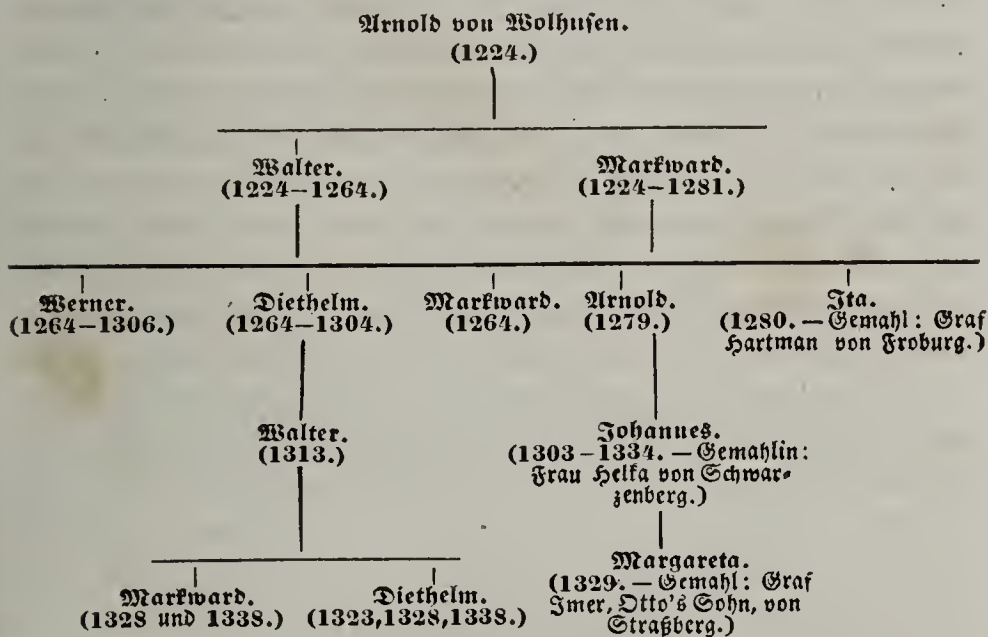 Arnold von Wolhusen.
(1224.)
Walter.
(1224–1264.)
Markward.
(1224–1281.)
Werner.
(1264–1306.)
Diethelm.
(1264–1304.)
Markward.
(1264.)
Arnold.
(1279.)
Ita.
(1280. — Gemahl: Graf
Hartman von Froburg.)
Walter.
(1313.)
Johannes.
(1303–1334. — Gemahlin:
Frau Helka von Schwar-
zenberg.)
Markward.
(1328 und 1338.)
Diethelm.
(1323, 1328, 1338.)
Margareta.
(1329. — Gemahl: Graf
Imer, Otto's Sohn, von
Straßberg.)